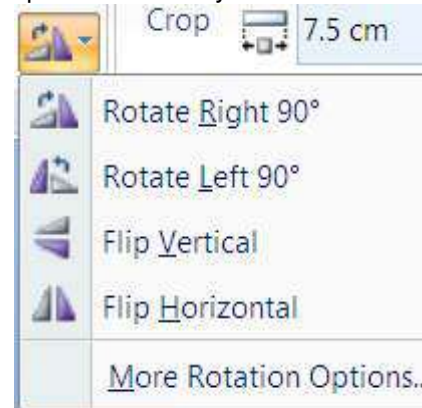 Crop 7.5 cm
Rotate Right 90°
Rotate Left 90°
Flip Vertical
Flip Horizontal
More Rotation Options..